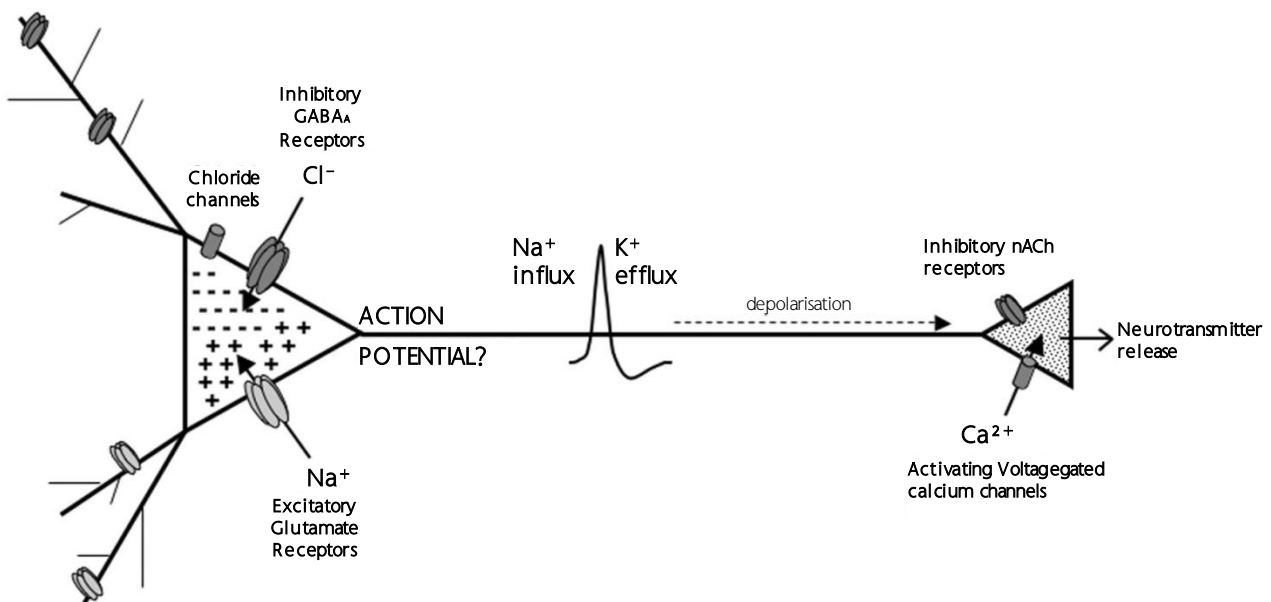 Inhibitory
GABAA
Receptors
Cl⁻
Chloride
channels
Na⁺
influx
K⁺
efflux
Inhibitory nACh
receptors
depolarisation
ACTION
POTENTIAL?
Neurotransmitter
release
Ca²⁺
Activating Voltagegated
calcium channels
Na⁺
Excitatory
Glutamate
Receptors